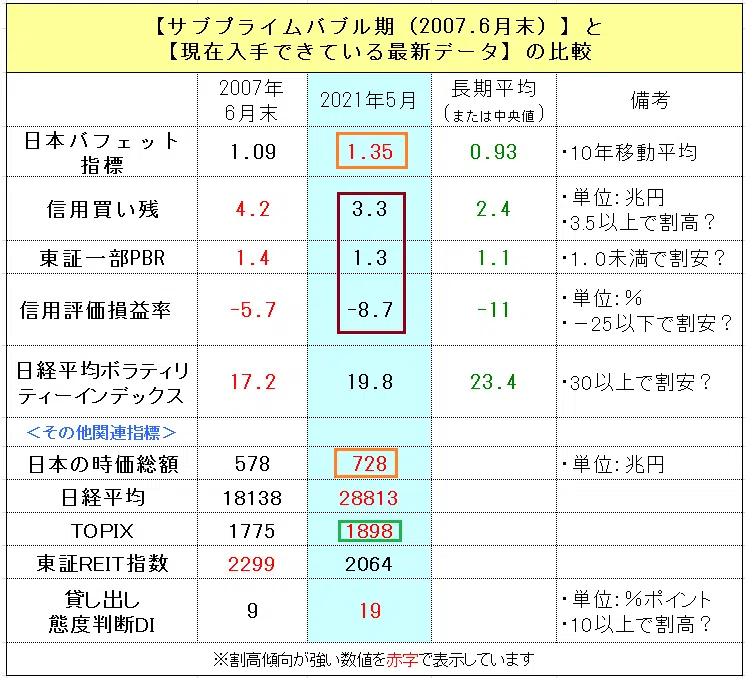 【サブプライムバブル期（2007.6月末）】と
【現在入手できている最新データ】の比較
2007年
6月末
2021年5月
長期平均
（または中央値）
備考
日本バフェット
指標
1.09
1.35
0.93
・10年移動平均
信用買い残
4.2
3.3
2.4
・単位：兆円
・3.5以上で割高？
東証一部PBR
1.4
1.3
1.1
・1.0未満で割安？
信用評価損益率
-5.7
-8.7
-11
・単位：％
・－25以下で割安？
日経平均ボラティリ
ティーインデックス
17.2
19.8
23.4
・30以上で割安？
＜その他関連指標＞
日本の時価総額
578
728
・単位：兆円
日経平均
18138
28813
TOPIX
1775
1898
東証REIT指数
2299
2064
貸し出し
態度判断DI
9
19
・単位：％ポイント
・10以上で割高？
※割高傾向が強い数値を赤字で表示しています